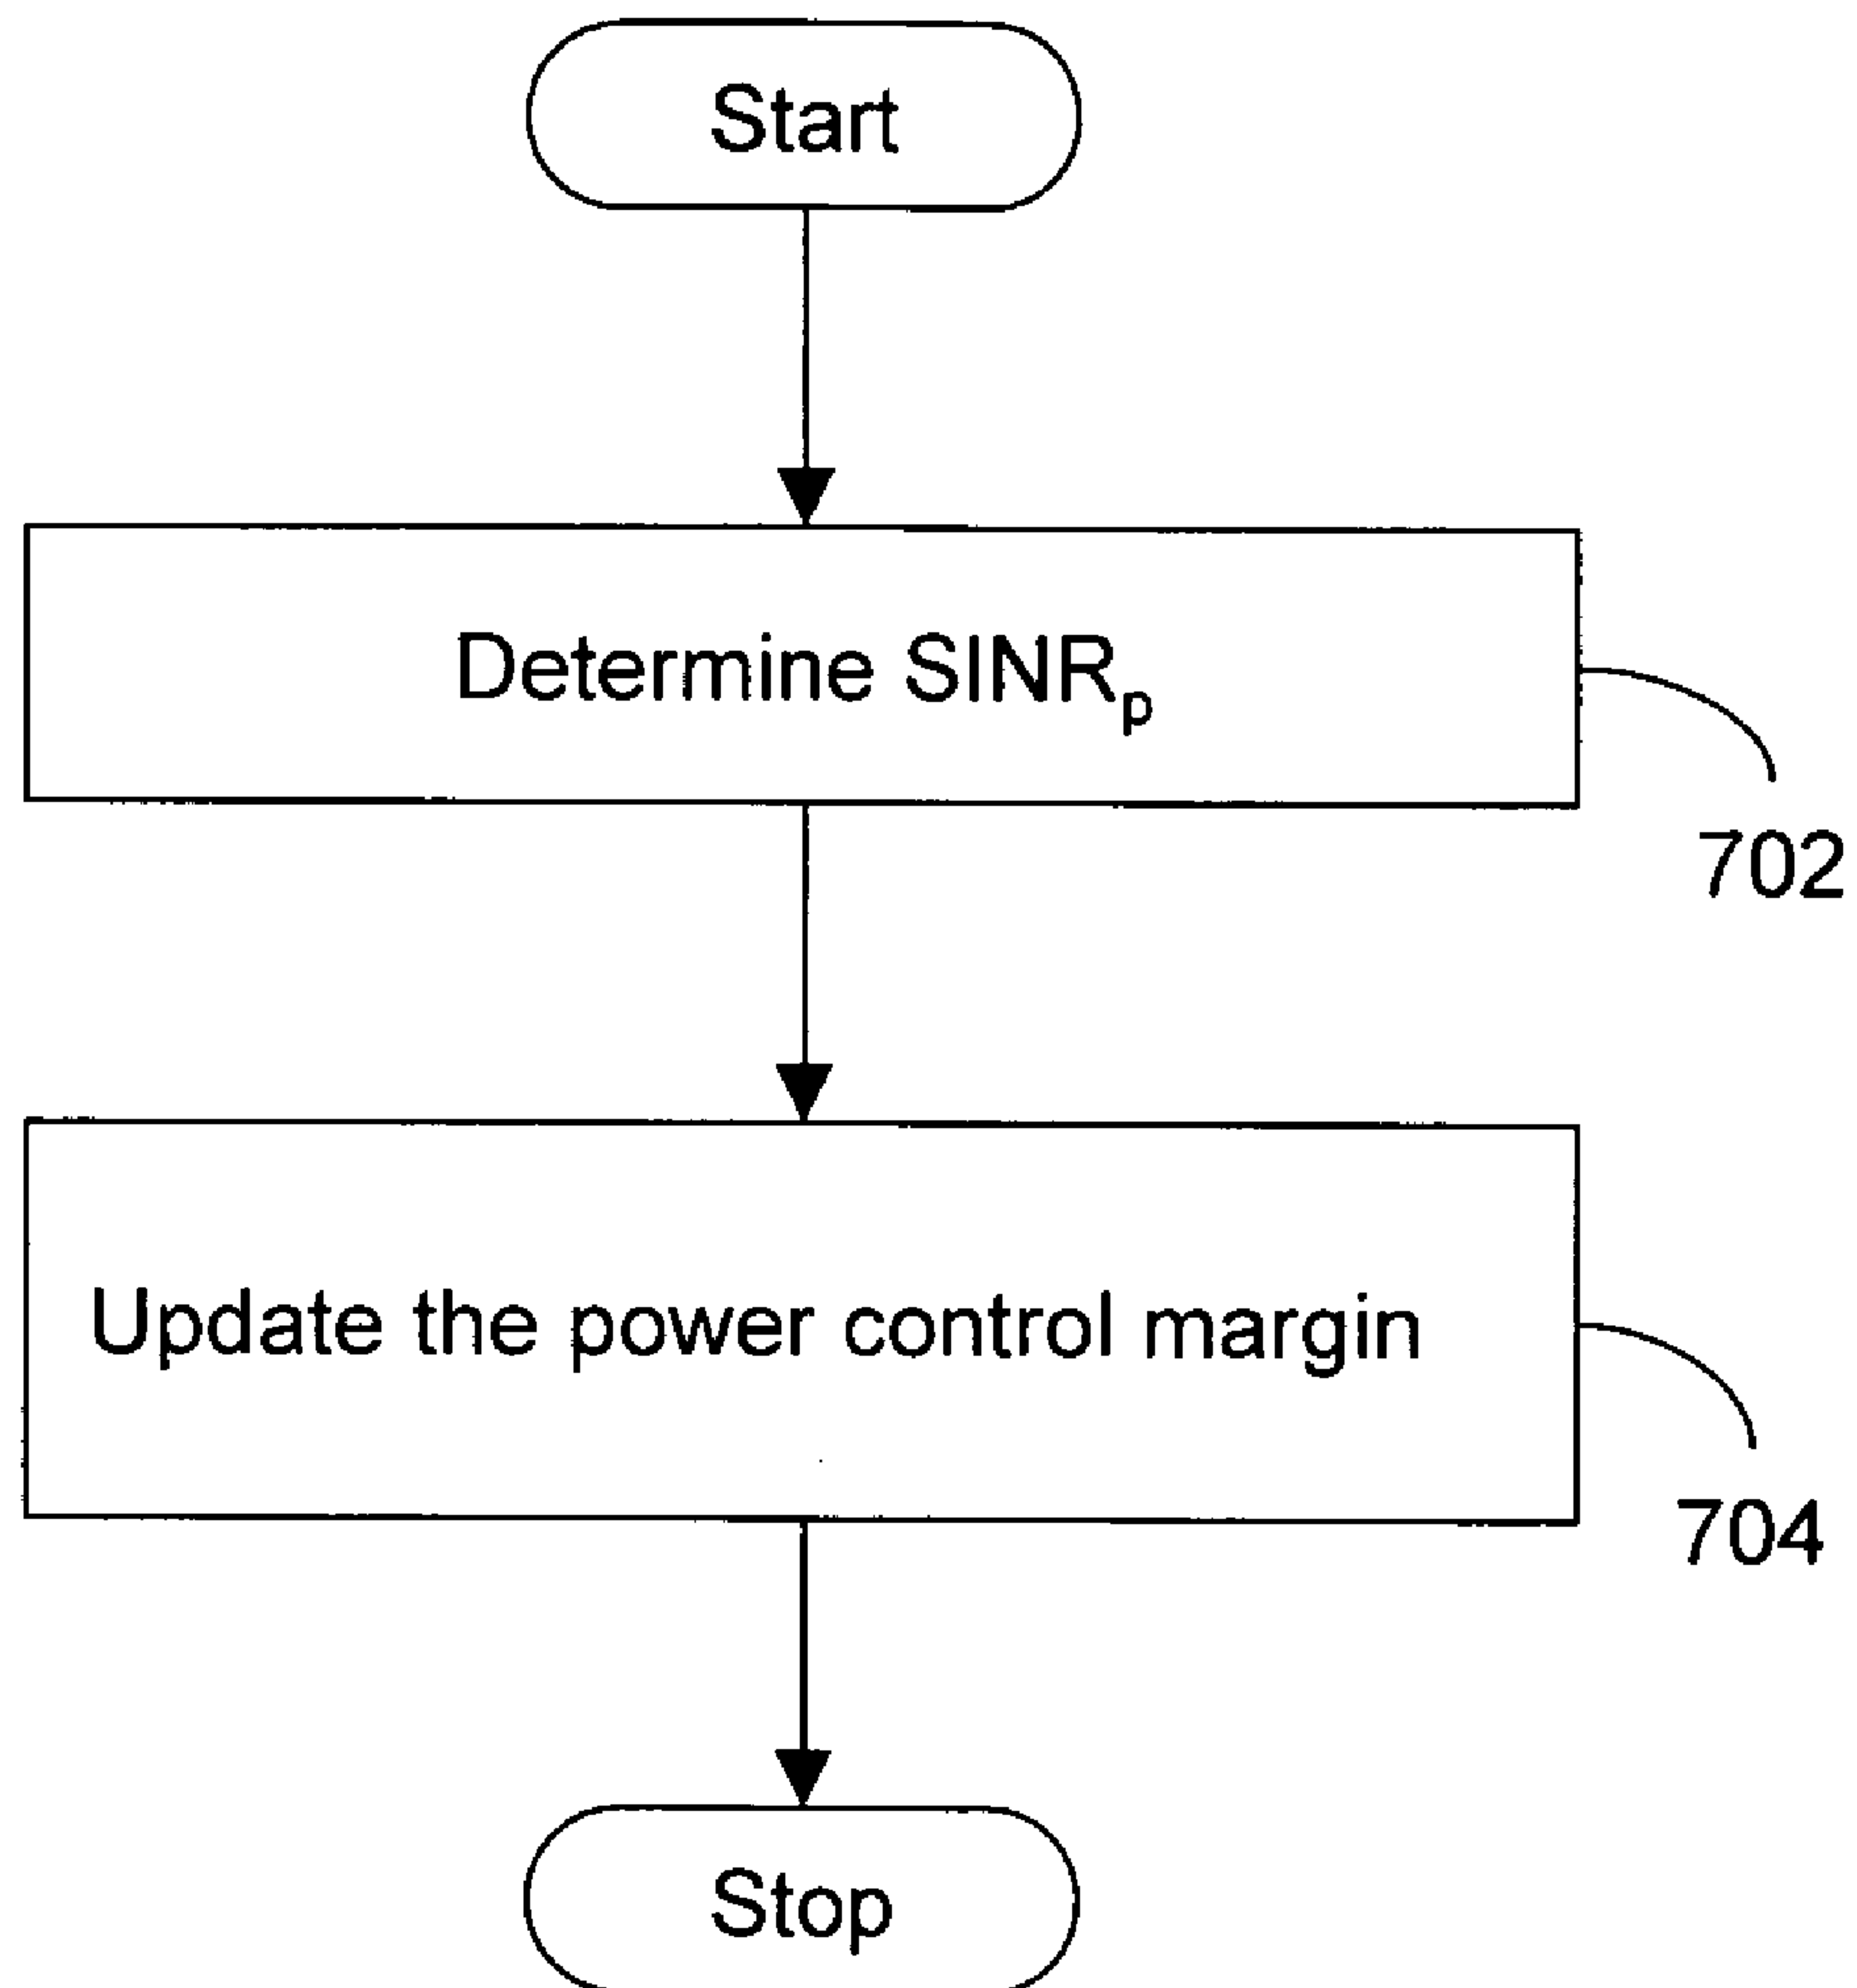 Start
Determine SINRp
702
Update the power control margin
704
Stop